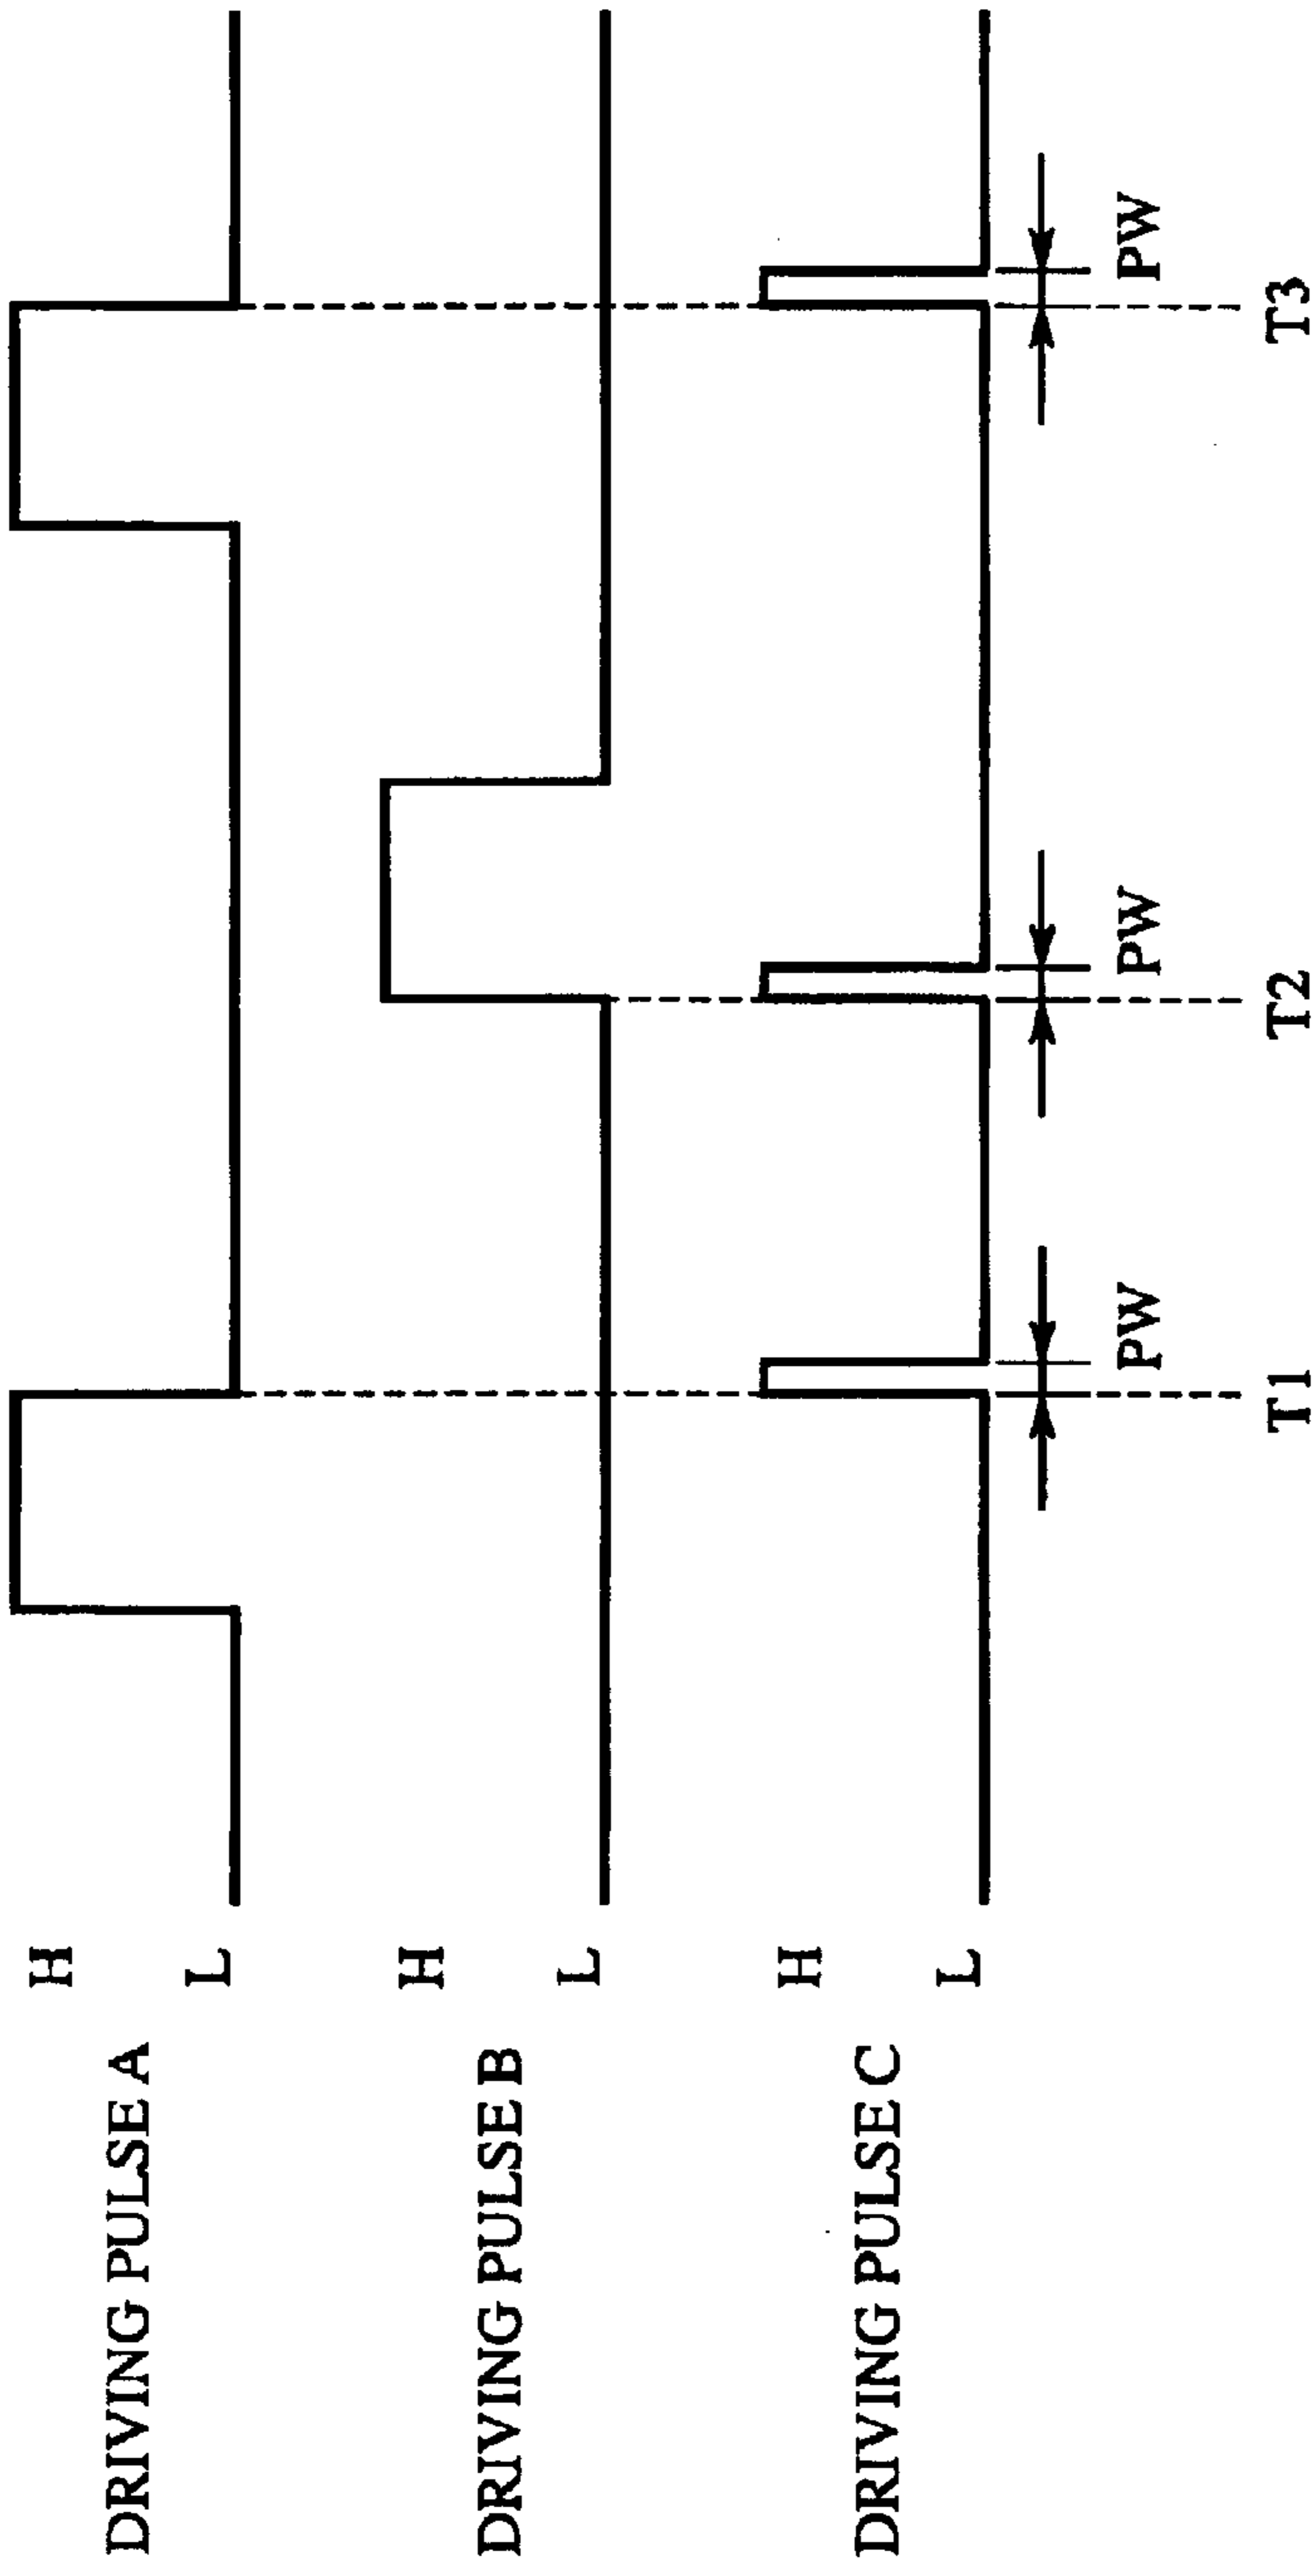 DRIVING PULSE A
H
L
DRIVING PULSE B
H
L
DRIVING PULSE C
H
L
PW
PW
PW
T1
T2
T3